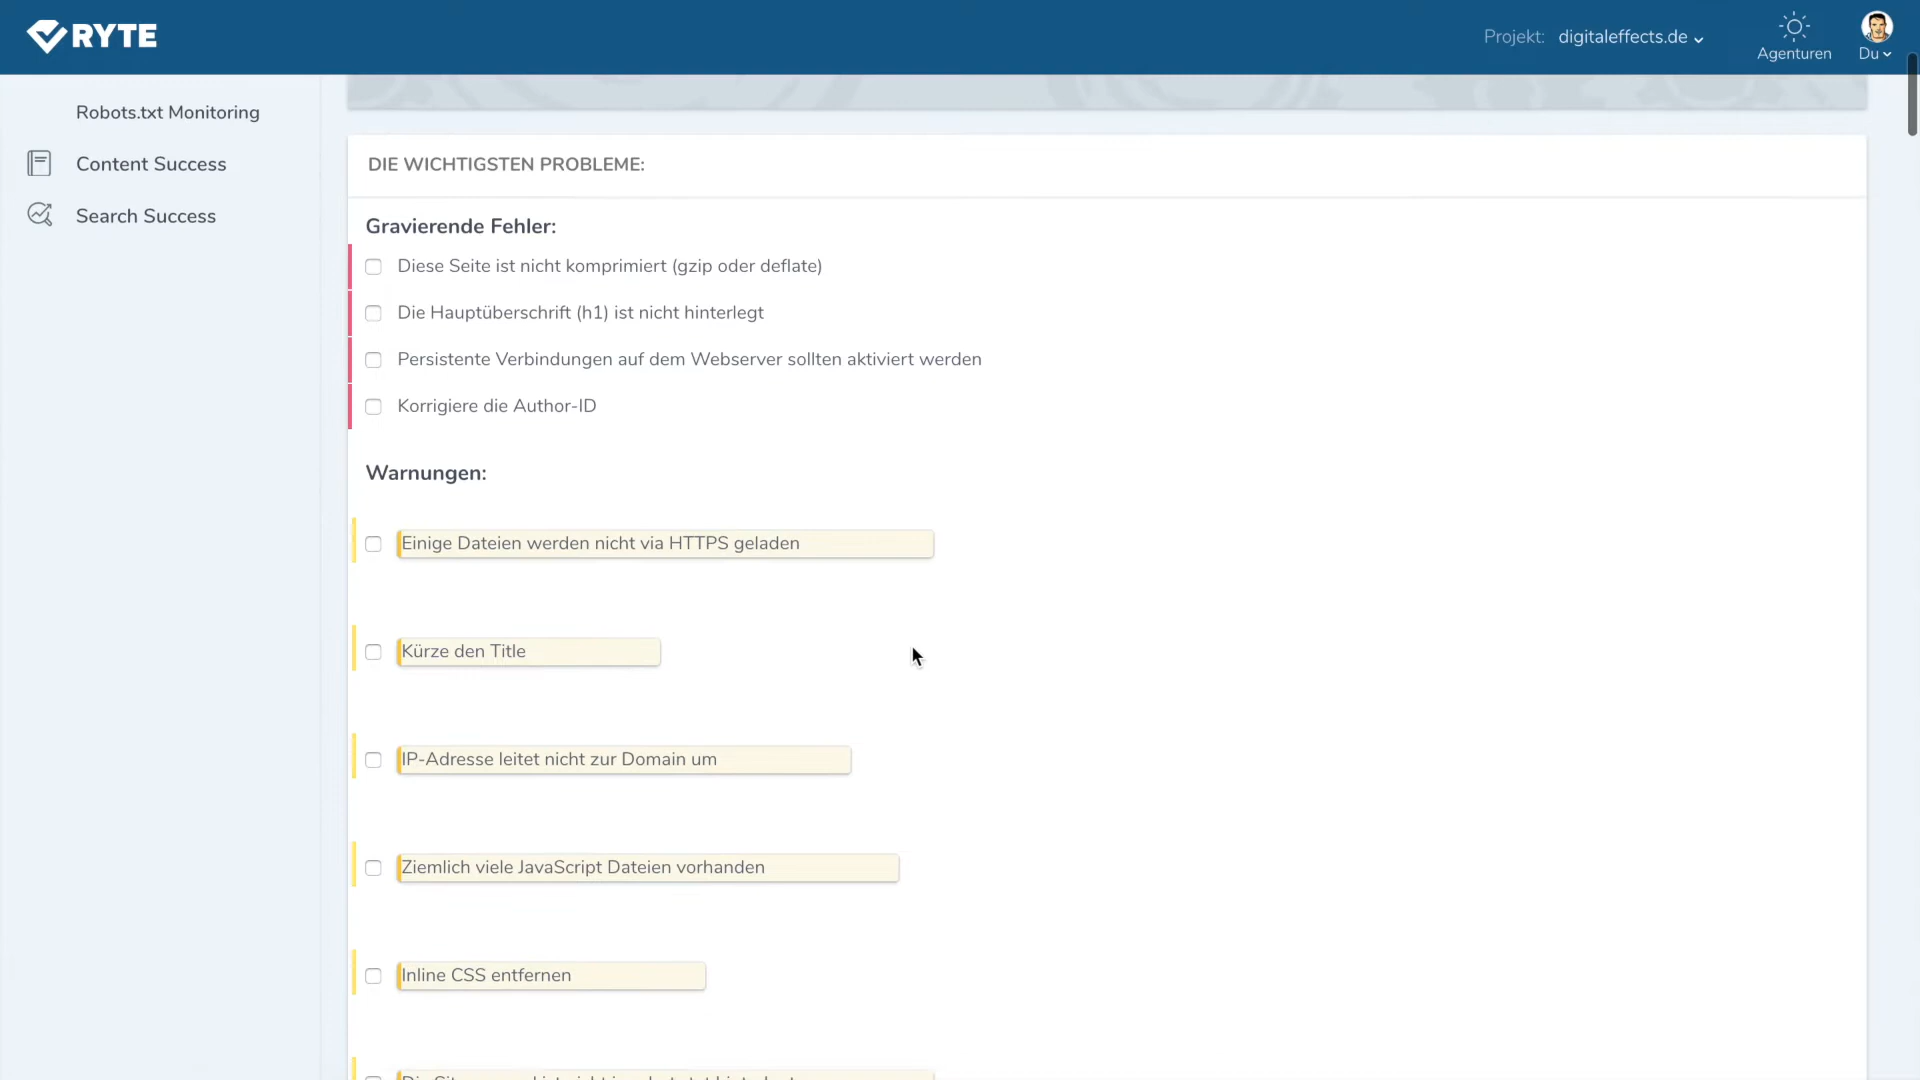 RYTE
Projekt: digitaleffects.de
Agenturen
Du
Robots.txt Monitoring
Content Success
Search Success
DIE WICHTIGSTEN PROBLEME:
Gravierende Fehler:
Diese Seite ist nicht komprimiert (gzip oder deflate)
Die Hauptüberschrift (h1) ist nicht hinterlegt
Persistente Verbindungen auf dem Webserver sollten aktiviert werden
Korrigiere die Author-ID
Warnungen:
Einige Dateien werden nicht via HTTPS geladen
Kürze den Title
IP-Adresse leitet nicht zur Domain um
Ziemlich viele JavaScript Dateien vorhanden
Inline CSS entfernen